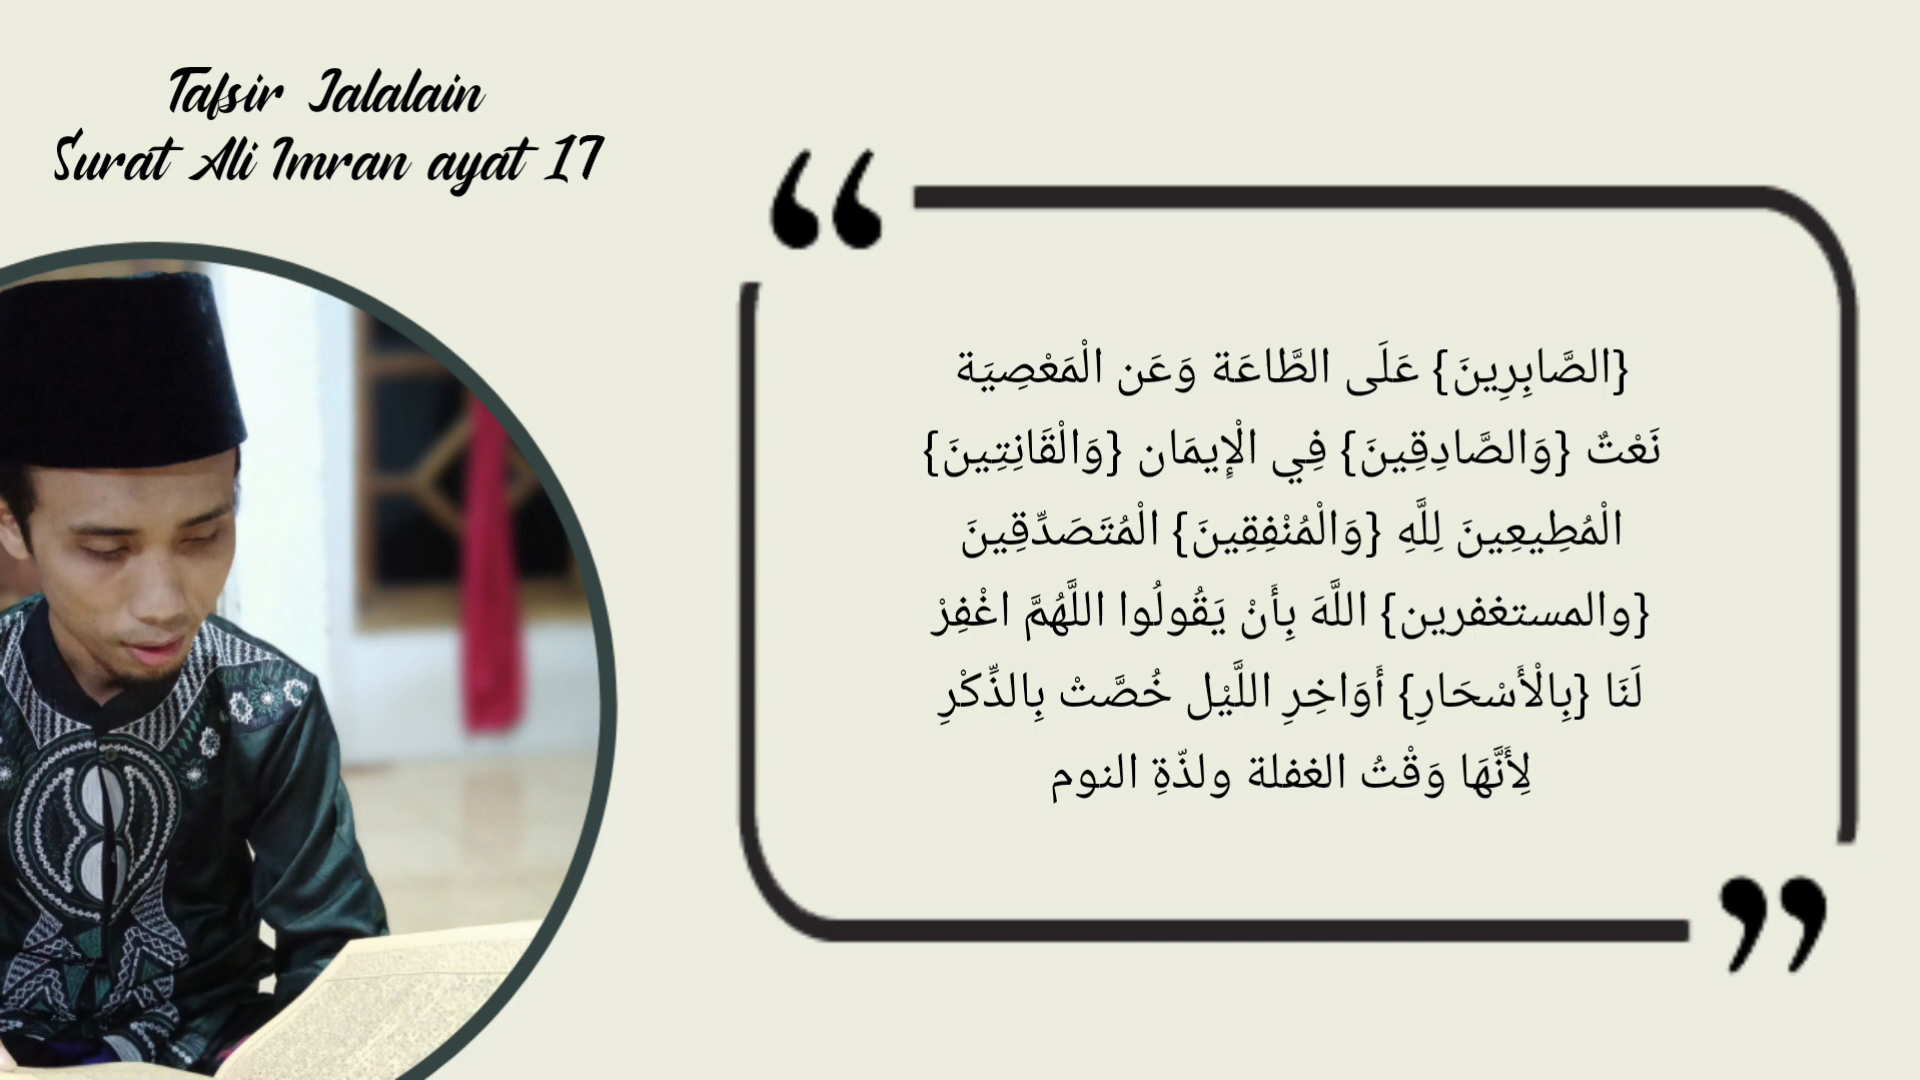 Tafsir Jalalain
Surat Ali Imran ayat 17
{الصَّابِرِينَ} عَلَى الطَّاعَة وَعَن الْمَعْصِيَة
نَعْتٌ {وَالصَّادِقِينَ} فِي الْإِيمَان {وَالْقَانِتِينَ}
الْمُطِيعِينَ لِلَّهِ {وَالْمُنْفِقِينَ} الْمُتَصَدِّقِينَ
{والمستغفرين} اللَّهَ بِأَنْ يَقُولُوا اللَّهُمَّ اغْفِرْ
لَنَا {بِالْأَسْحَارِ} أَوَاخِرِ اللَّيْل خُصَّتْ بِالذِّكْرِ
لِأَنَّهَا وَقْتُ الغفلة ولذّةِ النوم